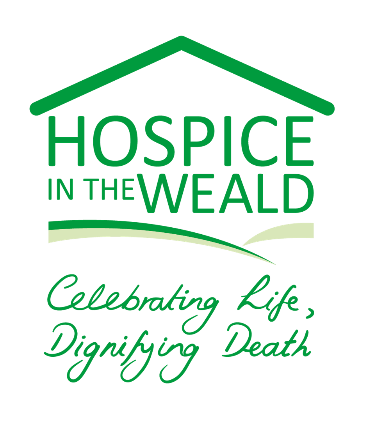 HOSPICE
IN THE WEALD
Celebrating Life,
Dignifying Death